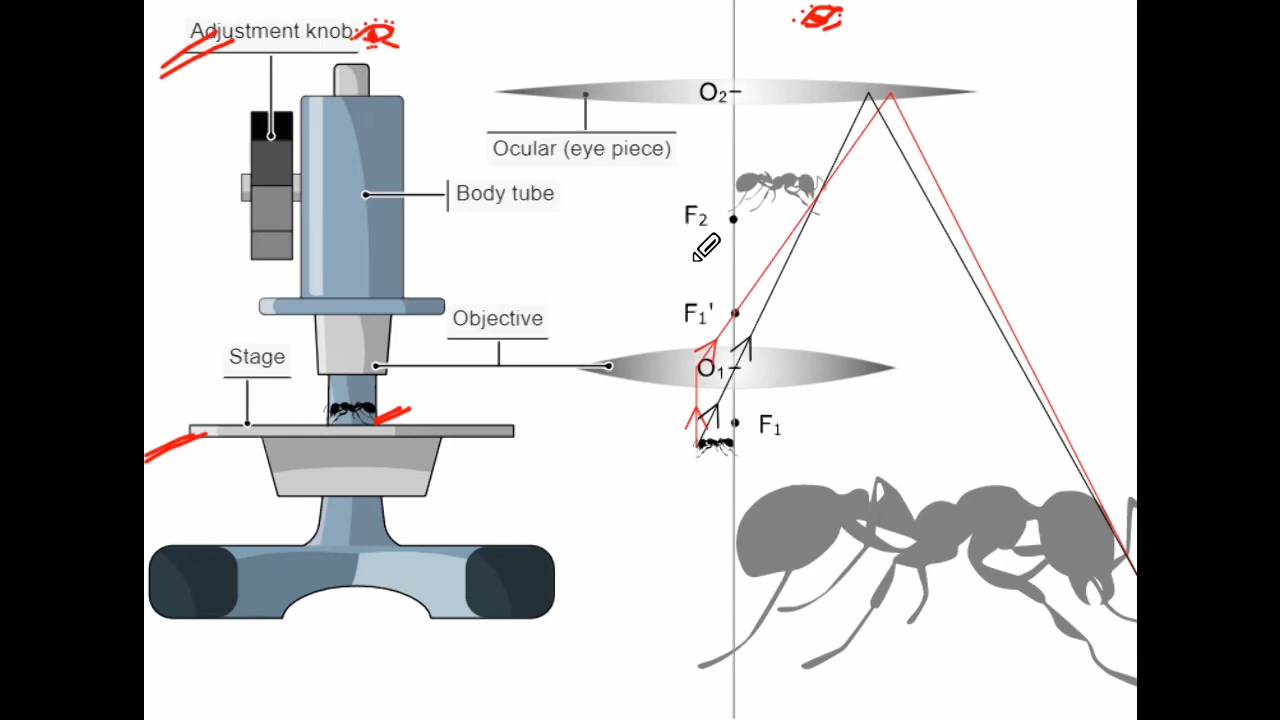 Adjustment knob
O₂
Ocular (eye piece)
Body tube
F₂
F₁'
Objective
Stage
O₁
F₁